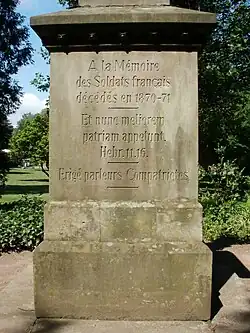 A la Mémoire
des Soldats français
décédés en 1870-71
Et nunc meliorem
patriam appetunt.
Hebr. 11.16.
Erigé par leurs Compatriotes.